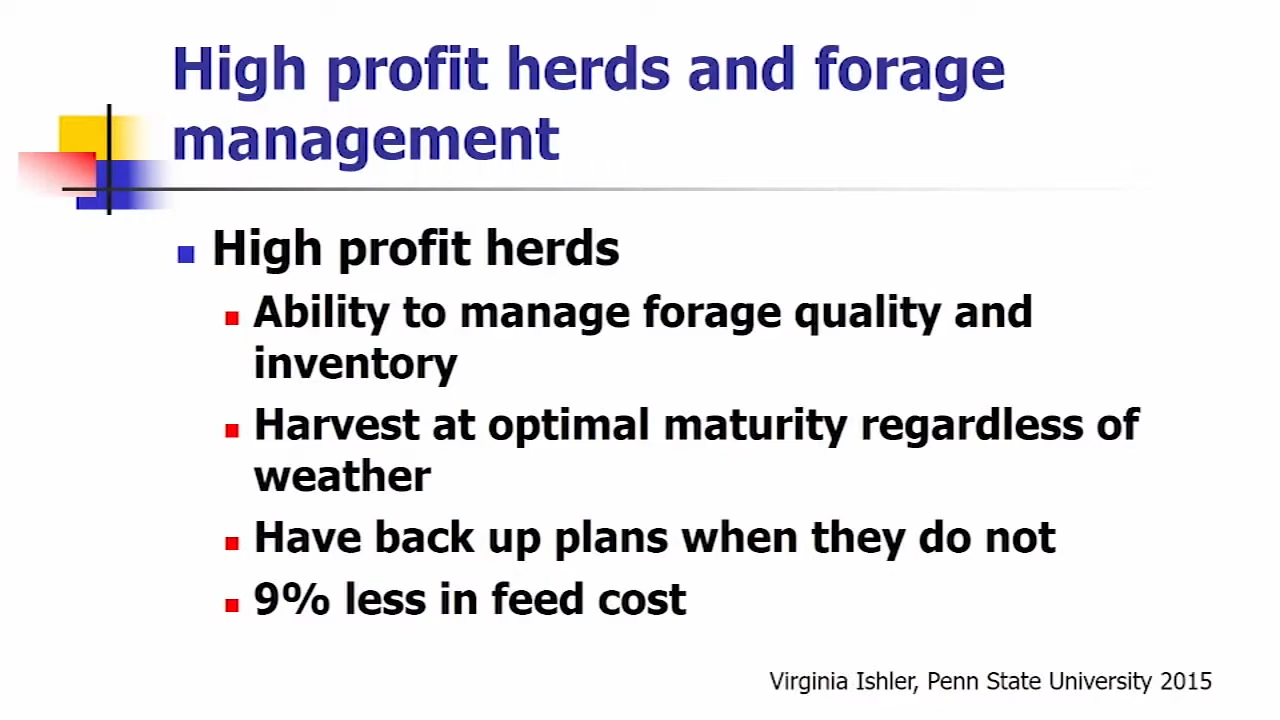 High profit herds and forage
management
High profit herds
Ability to manage forage quality and
inventory
Harvest at optimal maturity regardless of
weather
Have back up plans when they do not
9% less in feed cost
Virginia Ishler, Penn State University 2015